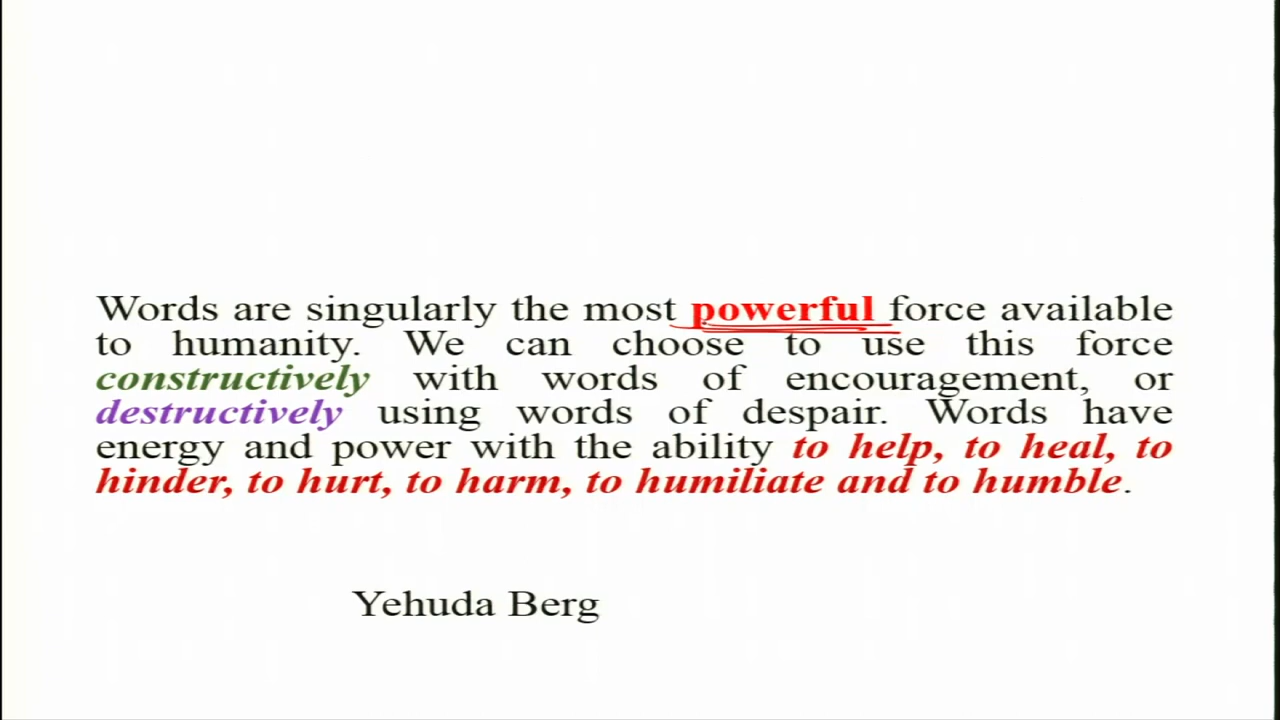 Words are singularly the most powerful force available
to humanity. We can choose to use this force
constructively with words of encouragement, or
destructively using words of despair. Words have
energy and power with the ability to help, to heal, to
hinder, to hurt, to harm, to humiliate and to humble.
Yehuda Berg